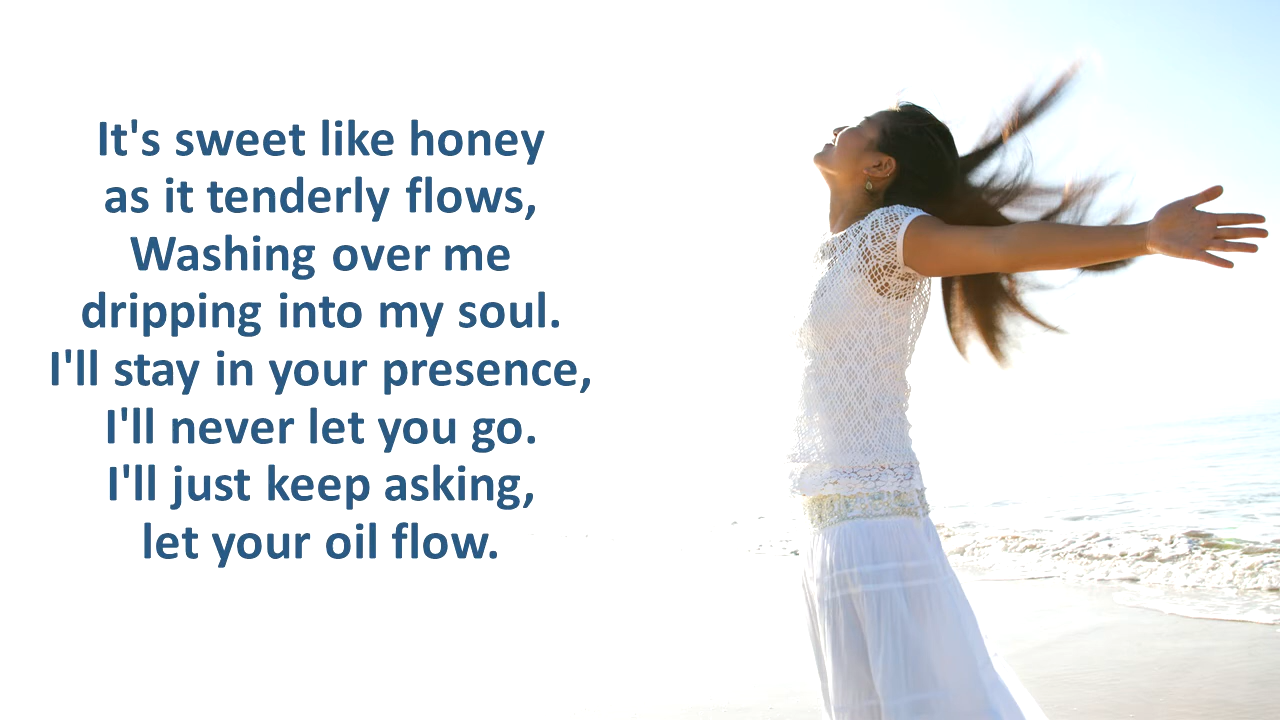 It's sweet like honey
as it tenderly flows,
Washing over me
dripping into my soul.
I'll stay in your presence,
I'll never let you go.
I'll just keep asking,
let your oil flow.